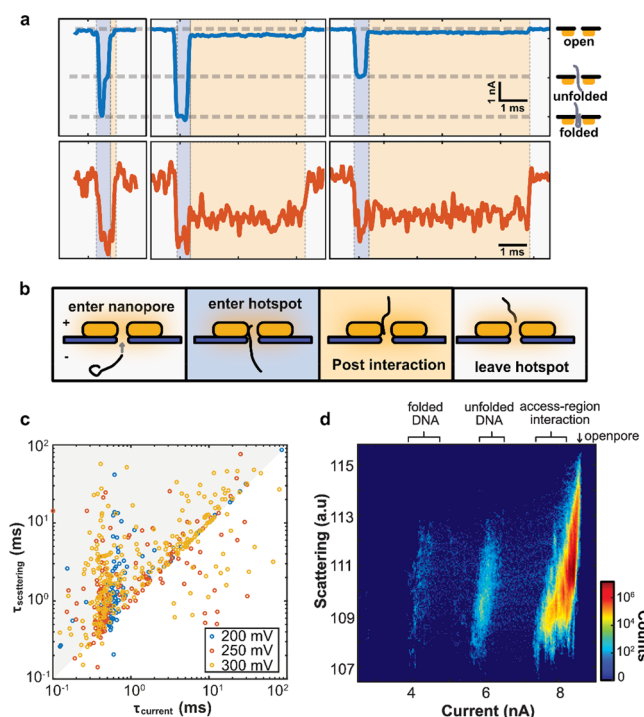 a
open
unfolded
folded
1 nA
1 ms
1 ms
b
enter nanopore
enter hotspot
Post interaction
leave hotspot
+
-
c
τscsttering (ms)
10²
10¹
10⁰
10⁻¹
10⁻¹
10⁰
10¹
10²
τcurrent (ms)
200 mV
250 mV
300 mV
d
folded
DNA
unfolded
DNA
access-region
interaction
openpore
Scattering (a.u)
115
113
111
109
107
4
6
8
Current (nA)
10⁶
10⁴
10²
0
Counts